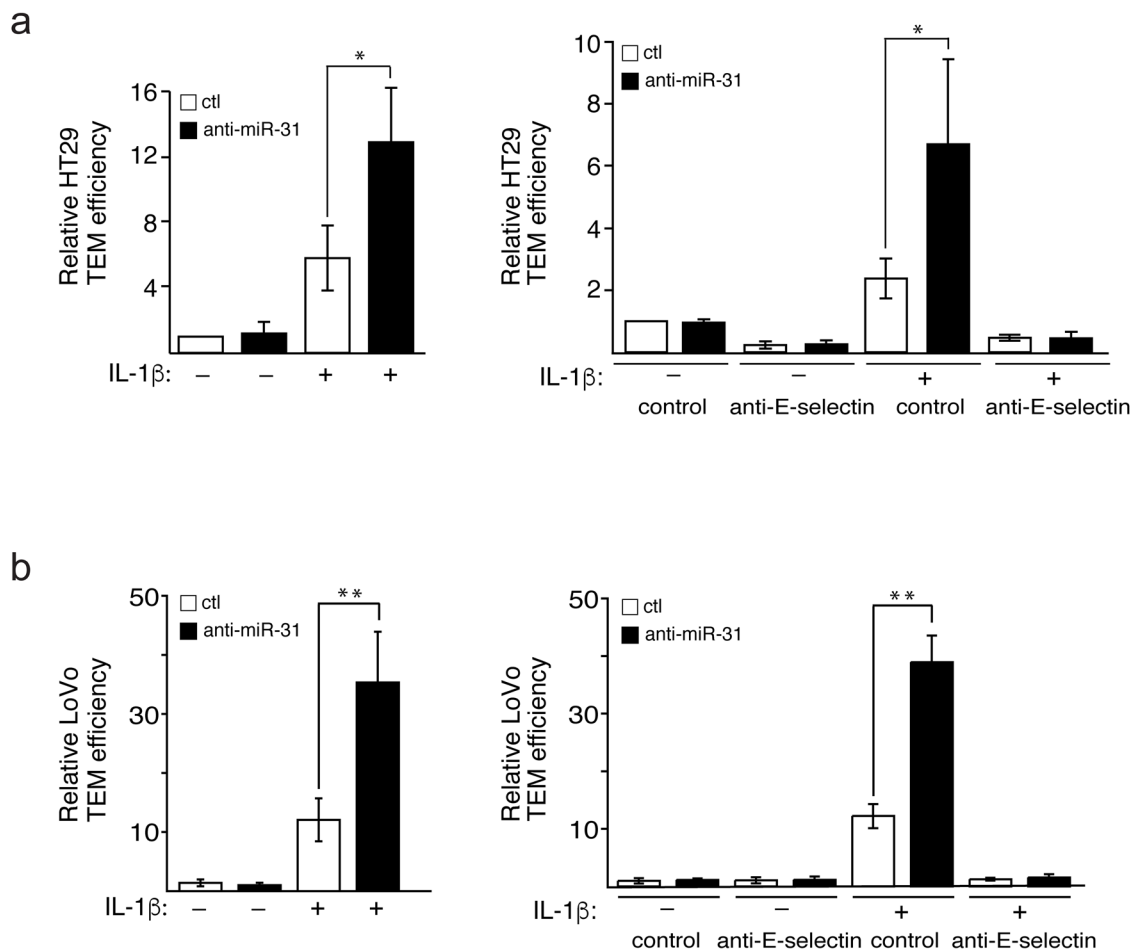 a
Relative HT29
TEM efficiency
16
12
8
4
ctl
anti-miR-31
*
IL-1β: – – + +
Relative HT29
TEM efficiency
10
8
6
4
2
ctl
anti-miR-31
*
IL-1β: – – + +
control anti-E-selectin control anti-E-selectin
b
Relative LoVo
TEM efficiency
50
30
10
ctl
anti-miR-31
**
IL-1β: – – + +
Relative LoVo
TEM efficiency
50
30
10
ctl
anti-miR-31
**
IL-1β: – – + +
control anti-E-selectin control anti-E-selectin